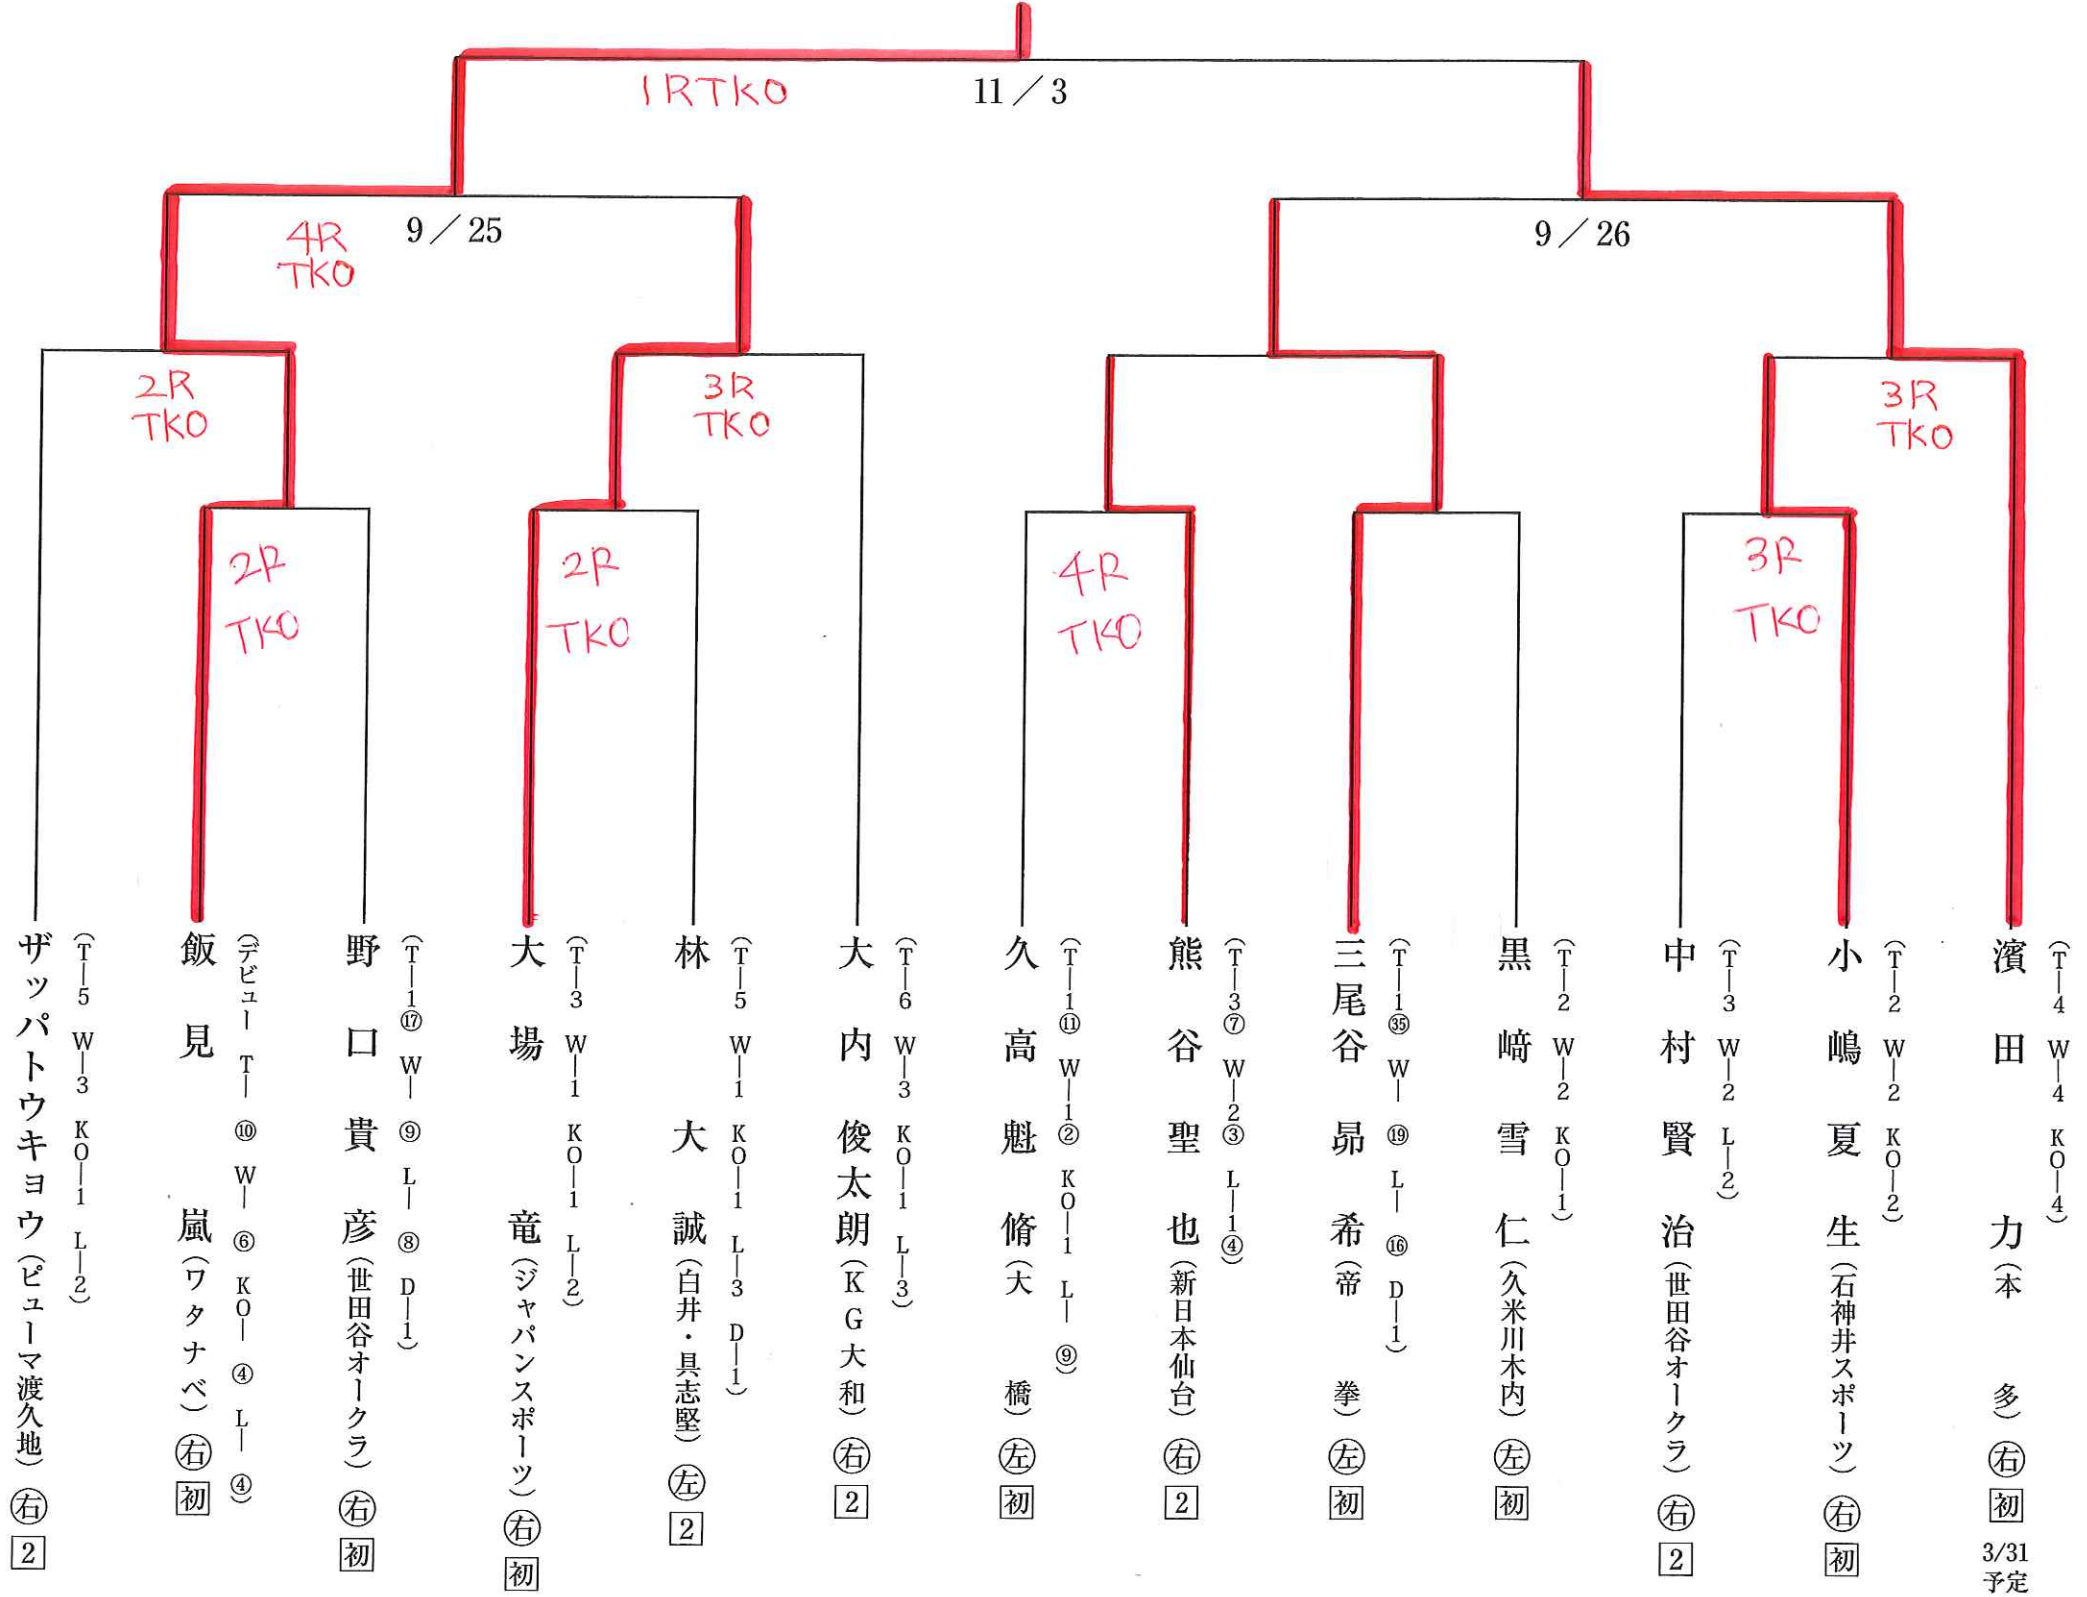 1RTKO
11／3
4R
TKO
9／25
9／26
2R
TKO
3R
TKO
3R
TKO
2R
TKO
2R
TKO
4R
TKO
3R
TKO
ザッパトウキョウ（ピューマ渡久地）㊨ 2
（T―5 W―3 KO―1 L―2）
飯見 嵐（ワタナベ）㊨ 初
（デビュー T―⑩ W―⑥ KO―④ L―④）
野口貴彦（世田谷オークラ）㊨ 初
（T―1⑰ W―⑨ L―⑧ D―1）
大場 竜（ジャパンスポーツ）㊨ 初
（T―3 W―1 KO―1 L―2）
林 大誠（白井・具志堅）㊧ 2
（T―5 W―1 KO―1 L―3 D―1）
大内俊太朗（KG大和）㊨ 2
（T―6 W―3 KO―1 L―3）
久高魁脩（大橋）㊧ 初
（T―1⑪ W―1② KO―1 L―⑨）
熊谷聖也（新日本仙台）㊨ 2
（T―3⑦ W―2③ L―1④）
三尾谷昴希（帝拳）㊧ 初
（T―1㉟ W―⑲ L―⑯ D―1）
黒﨑雪仁（久米川木内）㊧ 初
（T―2 W―2 KO―1）
中村賢治（世田谷オークラ）㊨ 2
（T―3 W―2 L―2）
小嶋夏生（石神井スポーツ）㊨ 初
（T―2 W―2 KO―2）
濱田 力（本多）㊨ 初
3/31
予定
（T―4 W―4 KO―4）